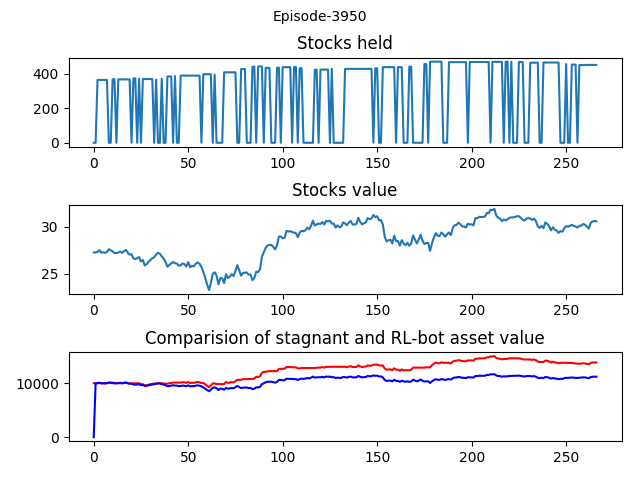 Episode-3950
Stocks held
400
200
0
0 50 100 150 200 250
Stocks value
30
25
0 50 100 150 200 250
Comparision of stagnant and RL-bot asset value
10000
0
0 50 100 150 200 250